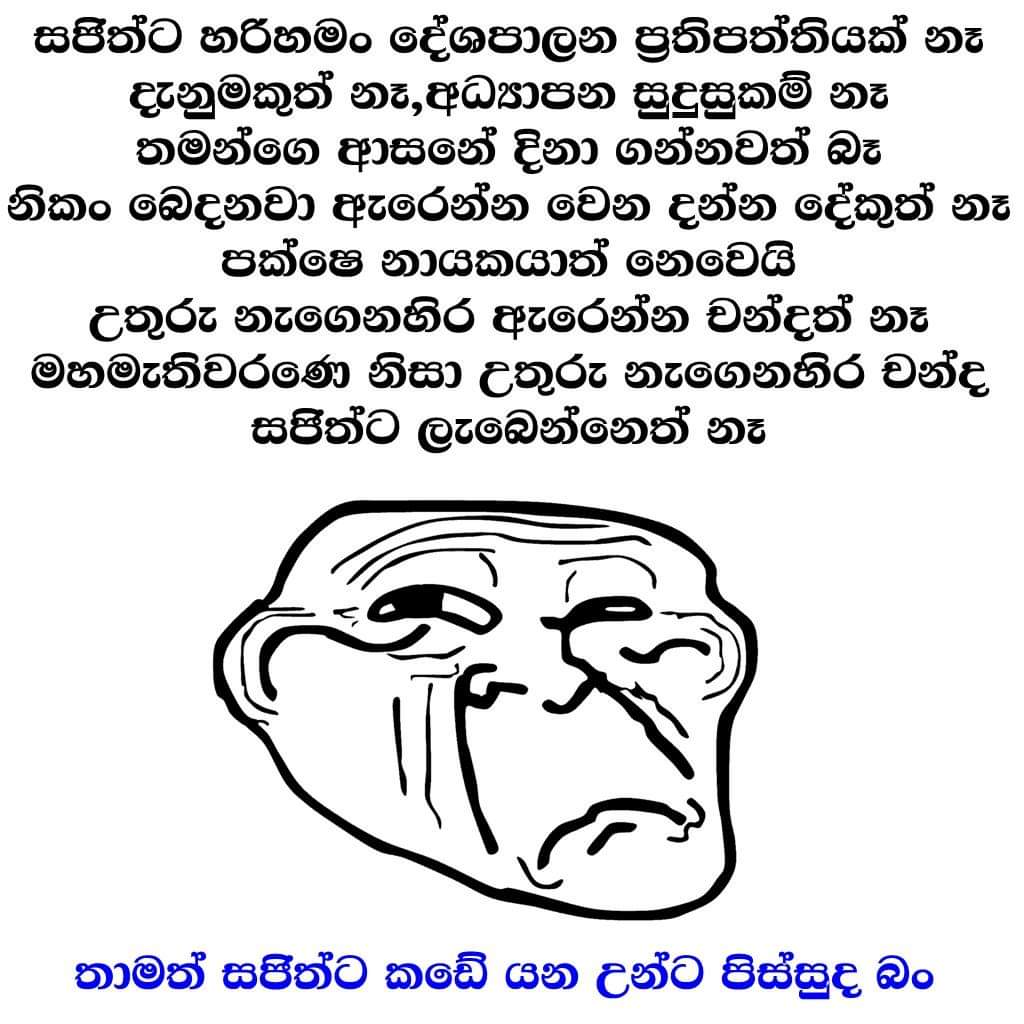 සජිත්ට හරිහමං දේශපාලන ප්‍රතිපත්තියක් නෑ
දැනුමකුත් නෑ,අධ්‍යාපන සුදුසුකම් නෑ
තමන්ගෙ ආසනේ දිනා ගන්නවත් බෑ
නිකං බෙදනවා ඇරෙන්න වෙන දන්න දේකුත් නෑ
පක්ෂෙ නායකයාත් නෙවෙයි
උතුරු නැගෙනහිර ඇරෙන්න චන්දත් නෑ
මහමැතිවරණෙ නිසා උතුරු නැගෙනහිර චන්ද
සජිත්ට ලැබෙන්නෙත් නෑ
තාමත් සජිත්ට කඩේ යන උන්ට පිස්සුද බං